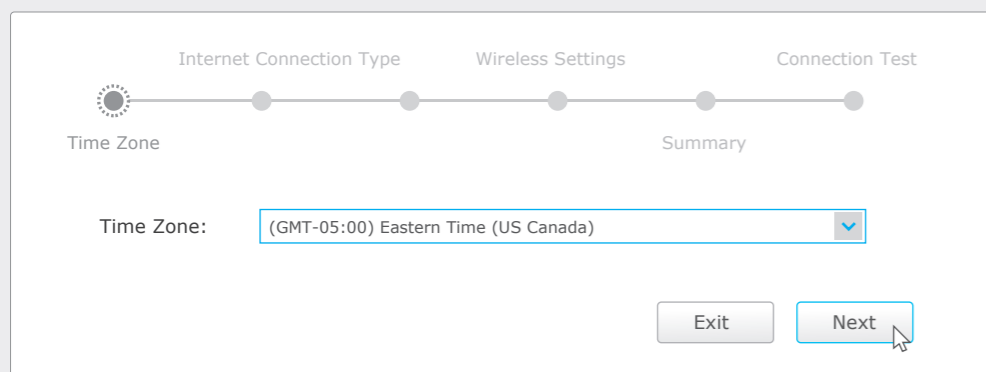 Internet Connection Type Wireless Settings Connection Test
Time Zone Summary
Time Zone: (GMT-05:00) Eastern Time (US Canada)
Exit Next